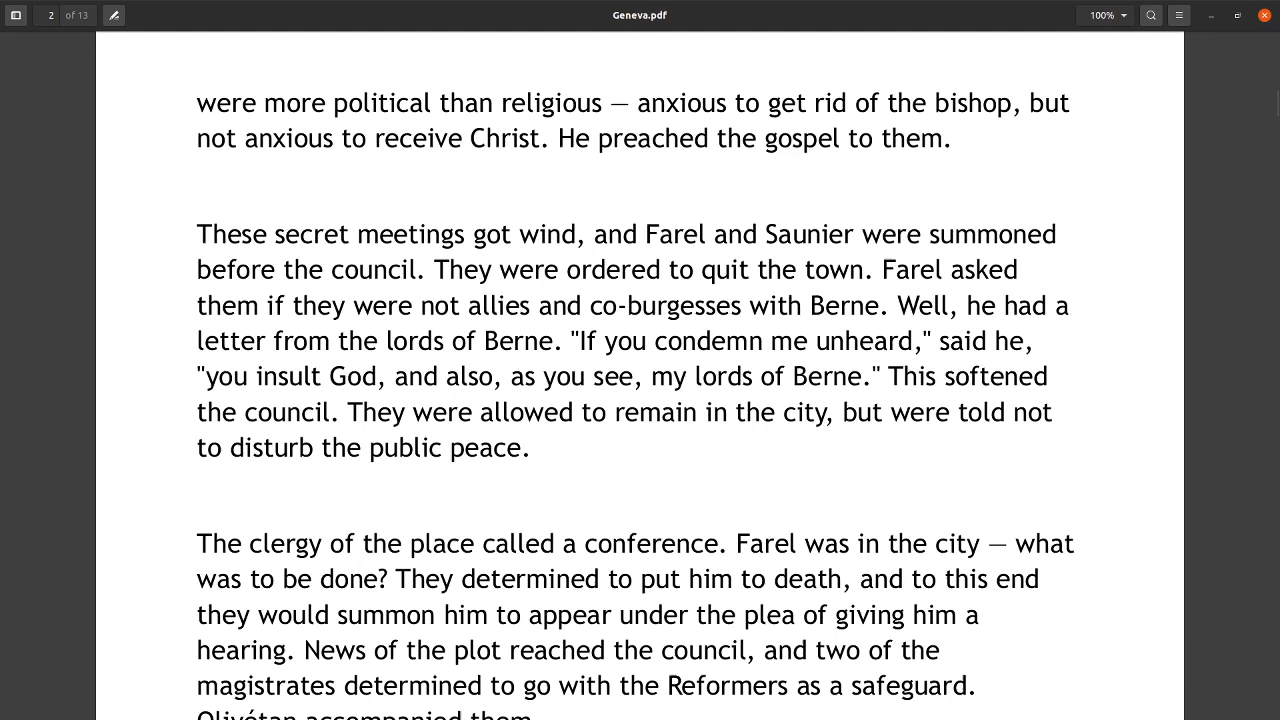 2 of 13
Geneva.pdf
100%
were more political than religious — anxious to get rid of the bishop, but
not anxious to receive Christ. He preached the gospel to them.
These secret meetings got wind, and Farel and Saunier were summoned
before the council. They were ordered to quit the town. Farel asked
them if they were not allies and co-burgesses with Berne. Well, he had a
letter from the lords of Berne. "If you condemn me unheard," said he,
"you insult God, and also, as you see, my lords of Berne." This softened
the council. They were allowed to remain in the city, but were told not
to disturb the public peace.
The clergy of the place called a conference. Farel was in the city — what
was to be done? They determined to put him to death, and to this end
they would summon him to appear under the plea of giving him a
hearing. News of the plot reached the council, and two of the
magistrates determined to go with the Reformers as a safeguard.
Olivétan accompanied them.